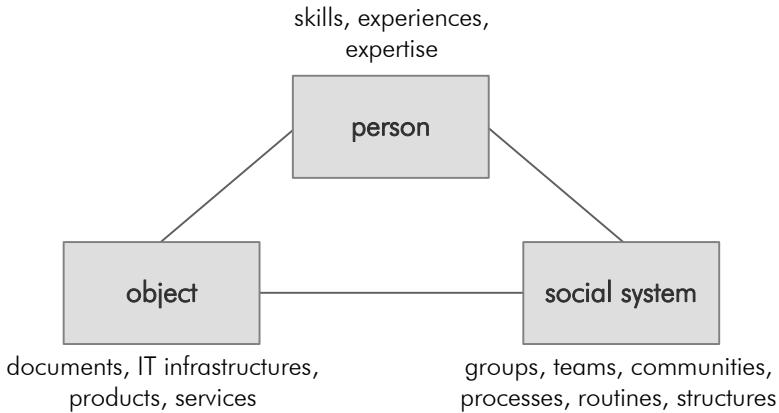 skills, experiences,
expertise
person
object
social system
documents, IT infrastructures,
products, services
groups, teams, communities,
processes, routines, structures